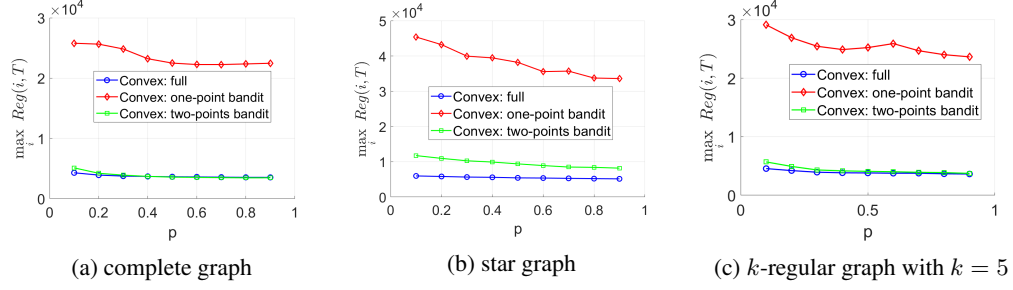 ×10⁴
3
2
1
0
max Reg(i, T)
i
Convex: full
Convex: one-point bandit
Convex: two-points bandit
0 0.2 0.4 0.6 0.8 1
p
(a) complete graph
×10⁴
5
4
3
2
1
0
max Reg(i, T)
i
Convex: full
Convex: one-point bandit
Convex: two-points bandit
0 0.2 0.4 0.6 0.8 1
p
(b) star graph
×10⁴
3
2
1
0
max Reg(i, T)
i
Convex: full
Convex: one-point bandit
Convex: two-points bandit
0 0.5 1
p
(c) k-regular graph with k = 5